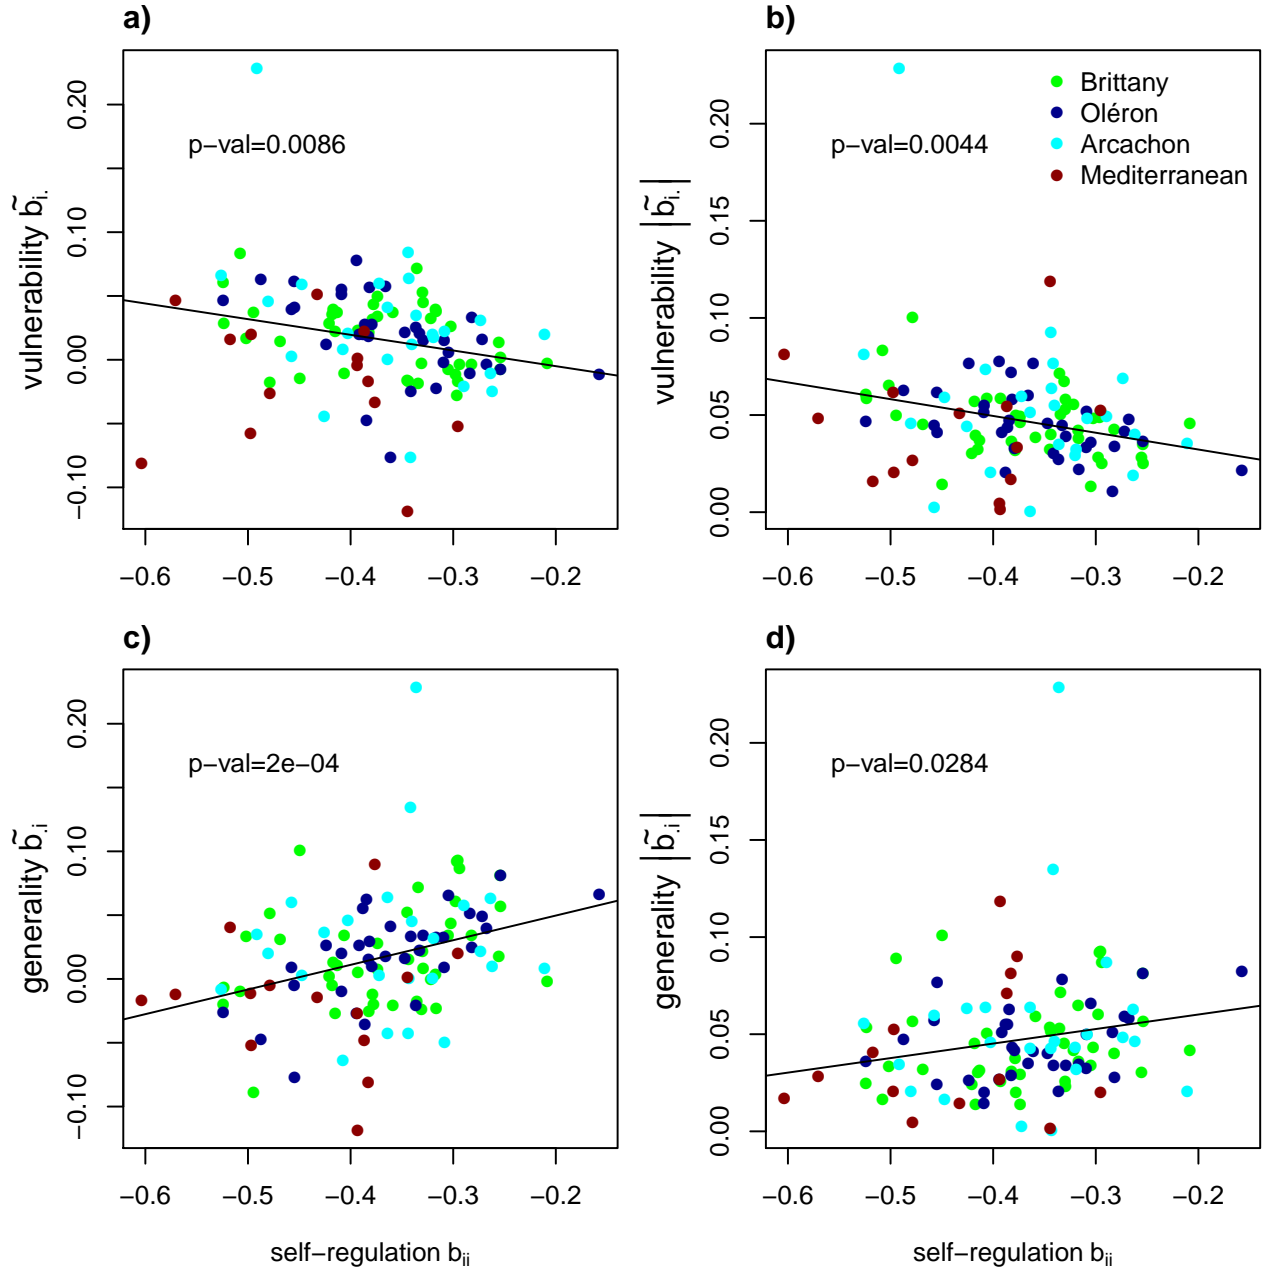 a)
vulnerability b̃i.
0.20
0.10
0.00
−0.10
p−val=0.0086
−0.6 −0.5 −0.4 −0.3 −0.2
b)
vulnerability |b̃i.|
0.20
0.15
0.10
0.05
0.00
p−val=0.0044
Brittany
Oléron
Arcachon
Mediterranean
−0.6 −0.5 −0.4 −0.3 −0.2
c)
generality b̃.i
0.20
0.10
0.00
−0.10
p−val=2e−04
−0.6 −0.5 −0.4 −0.3 −0.2
self−regulation bii
d)
generality |b̃.i|
0.20
0.15
0.10
0.05
0.00
p−val=0.0284
−0.6 −0.5 −0.4 −0.3 −0.2
self−regulation bii